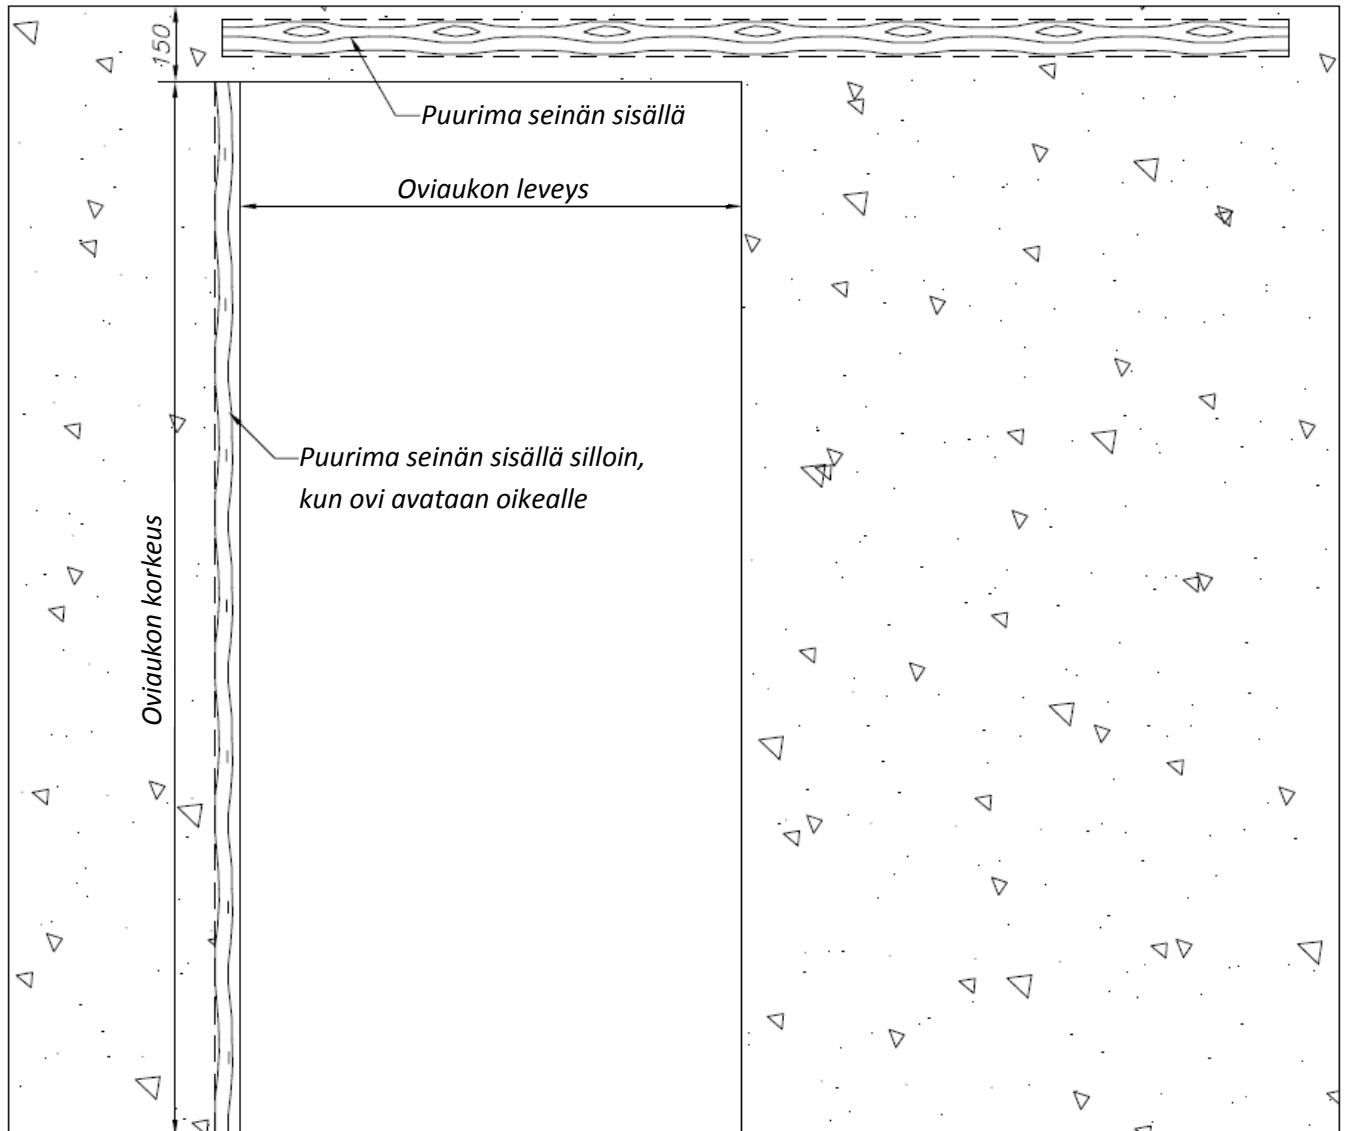 150
Puurima seinän sisällä
Oviaukon leveys
Puurima seinän sisällä silloin,
kun ovi avataan oikealle
Oviaukon korkeus